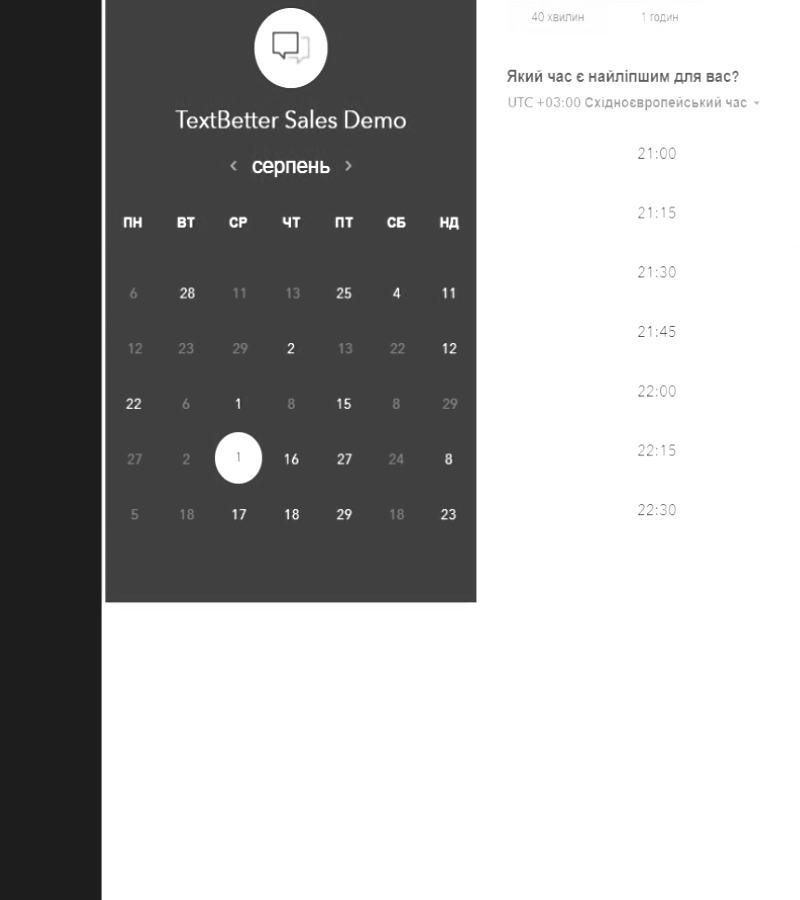 TextBetter Sales Demo
серпень
ПН ВТ СР ЧТ ПТ СБ НД
6 28 11 13 25 4 11
12 23 29 2 13 22 12
22 6 1 8 15 8 29
27 2 1 16 27 24 8
5 18 17 18 29 18 23
40 хвилин 1 годин
Який час є найліпшим для вас?
UTC +03:00 Східноєвропейський час
21:00
21:15
21:30
21:45
22:00
22:15
22:30